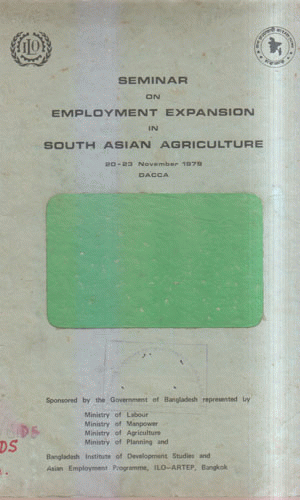 ILO
SEMINAR
ON
EMPLOYMENT EXPANSION
IN
SOUTH ASIAN AGRICULTURE
20-23 November 1979
DACCA
Sponsored by the Government of Bangladesh represented by
Ministry of Labour
Ministry of Manpower
Ministry of Agriculture
Ministry of Planning and
Bangladesh Institute of Development Studies and
Asian Employment Programme, ILO-ARTEP, Bangkok